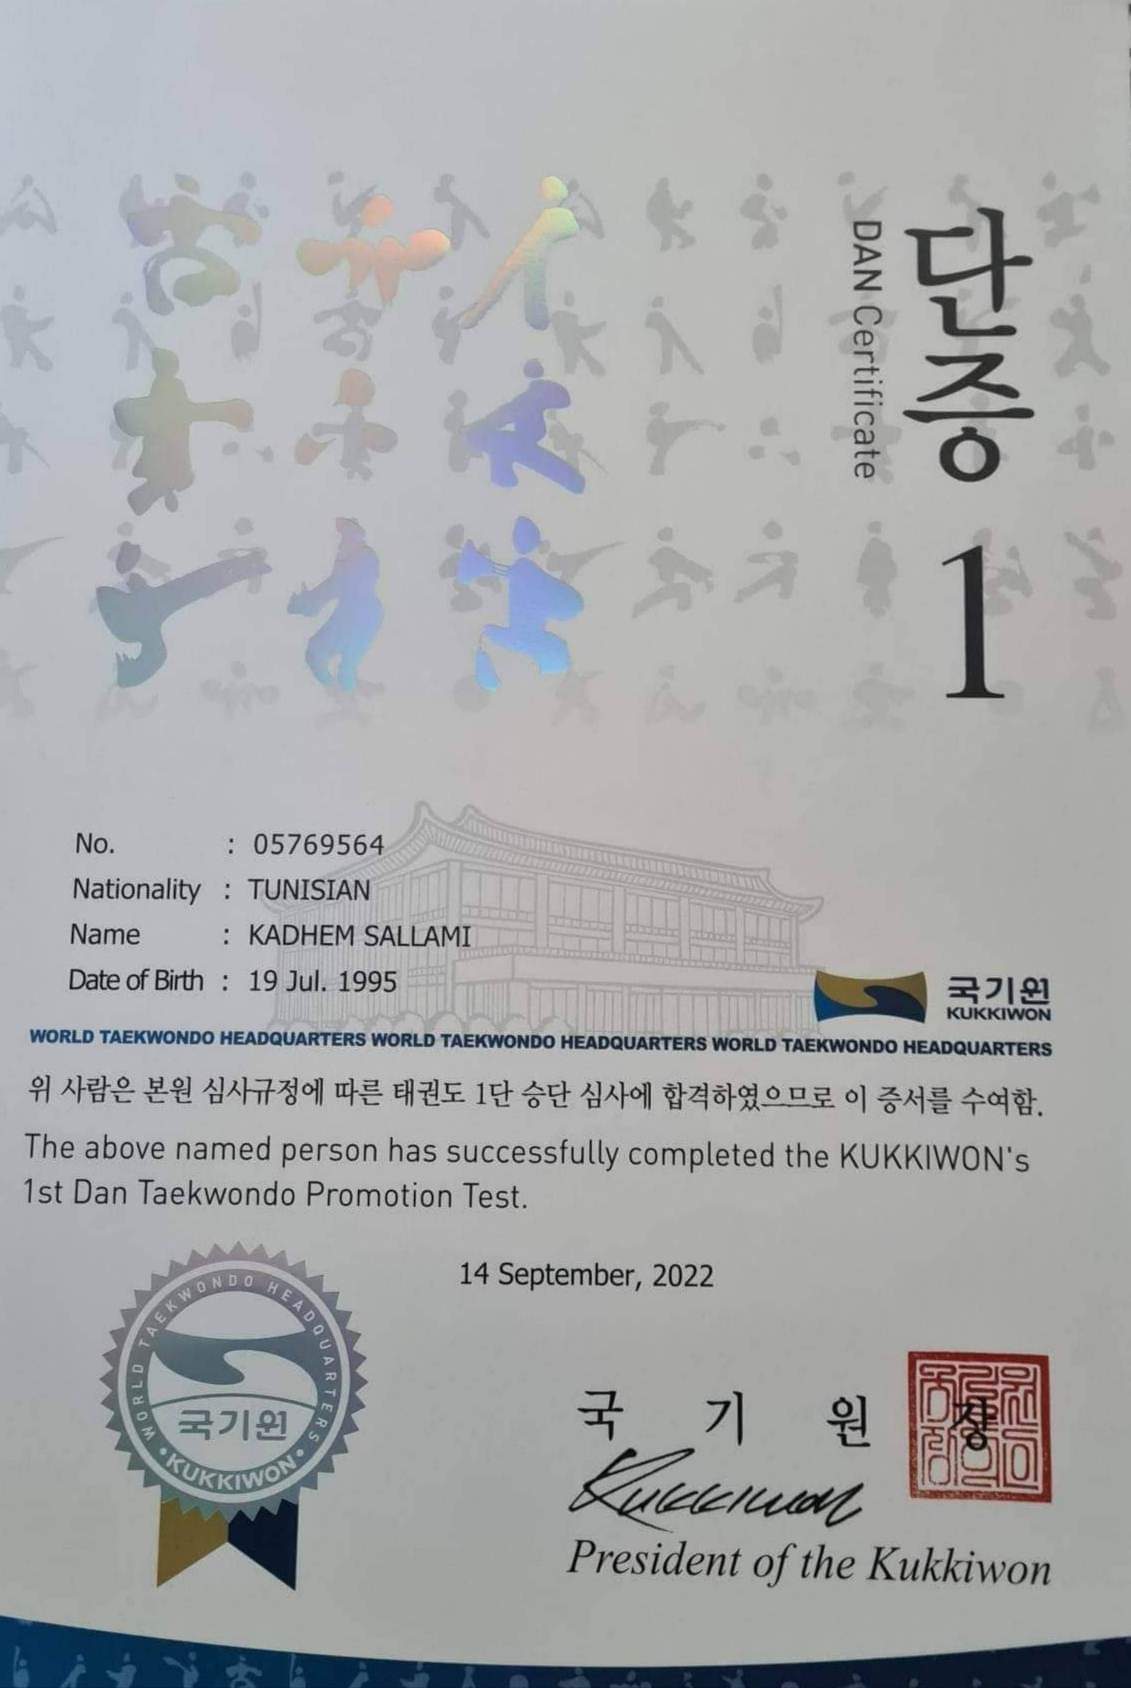 단증
DAN Certificate
1
No. : 05769564
Nationality : TUNISIAN
Name : KADHEM SALLAMI
Date of Birth : 19 Jul. 1995
국기원
KUKKIWON
WORLD TAEKWONDO HEADQUARTERS WORLD TAEKWONDO HEADQUARTERS WORLD TAEKWONDO HEADQUARTERS
위 사람은 본원 심사규정에 따른 태권도 1단 승단 심사에 합격하였으므로 이 증서를 수여함.
The above named person has successfully completed the KUKKIWON's
1st Dan Taekwondo Promotion Test.
14 September, 2022
WORLD TAEKWONDO HEADQUARTERS
국기원
KUKKIWON
국 기 원 장
Kukkiwon
President of the Kukkiwon